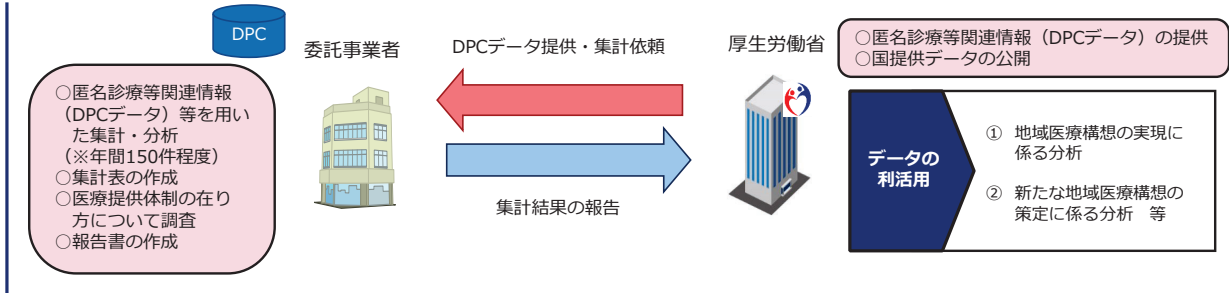 DPC
委託事業者
○匿名診療等関連情報
（DPCデータ）等を用い
た集計・分析
（※年間150件程度）
○集計表の作成
○医療提供体制の在り
方について調査
○報告書の作成
DPCデータ提供・集計依頼
集計結果の報告
厚生労働省
○匿名診療等関連情報（DPCデータ）の提供
○国提供データの公開
データの
利活用
① 地域医療構想の実現に
係る分析
② 新たな地域医療構想の
策定に係る分析　等